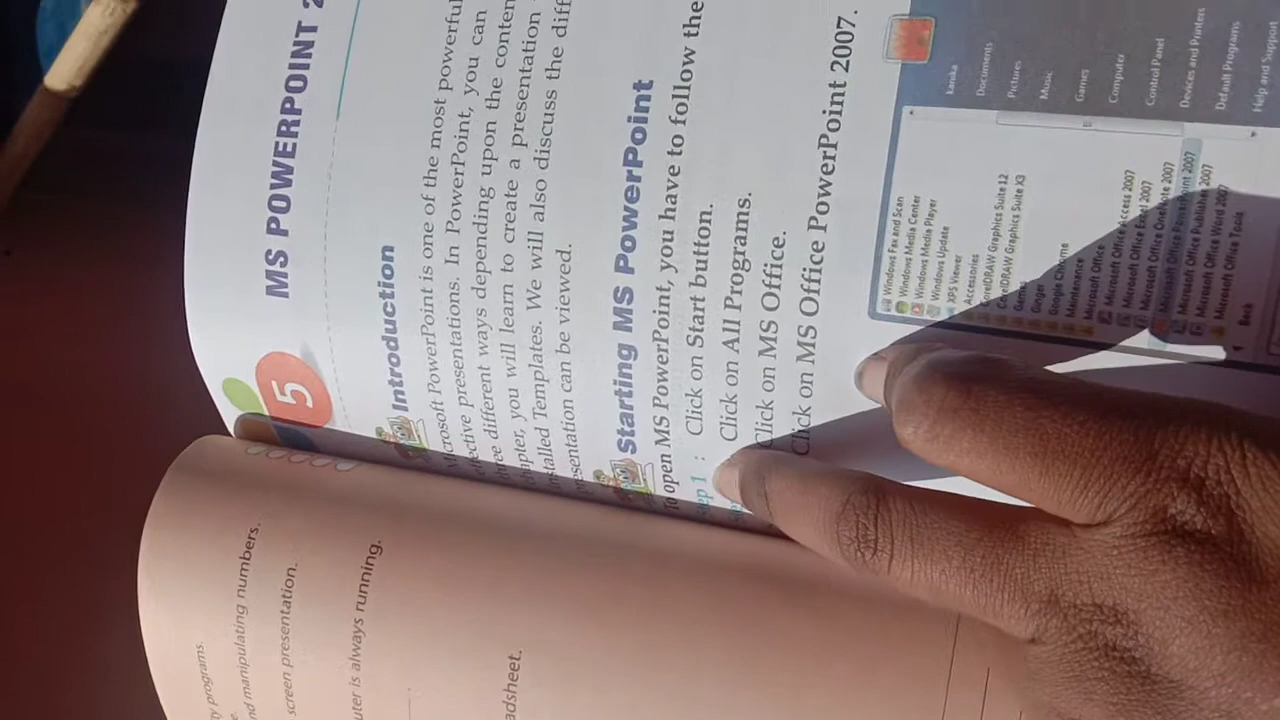 ty programs.
nd manipulating numbers.
screen presentation.
uter is always running.
adsheet.
5
MS POWERPOINT
Introduction
Microsoft PowerPoint is one of the most powerful
effective presentations. In PowerPoint, you can
three different ways depending upon the
chapter, you will learn to create a presentation
Installed Templates. We will also discuss the
presentation can be viewed.
Starting MS PowerPoint
To open MS PowerPoint, you have to follow the
Step 1 : Click on Start button.
Click on All Programs.
Click on MS Office.
Click on MS Office PowerPoint 2007.
Windows Fax and Scan
Windows Media Center
Windows Media Player
Windows Update
XPS Viewer
Accessories
CorelDRAW Graphics Suite 12
CorelDRAW Graphics Suite X3
Games
Ginger
Google Chrome
Maintenance
Microsoft Office
Microsoft Office Access 2007
Microsoft Office Excel 2007
Microsoft Office OneNote 2007
Microsoft Office PowerPoint 2007
Microsoft Office Publisher 2007
Microsoft Office Word 2007
Microsoft Office Tools
Back
Documents
Pictures
Music
Games
Computer
Control Panel
Devices and Printers
Default Programs
Help and Support